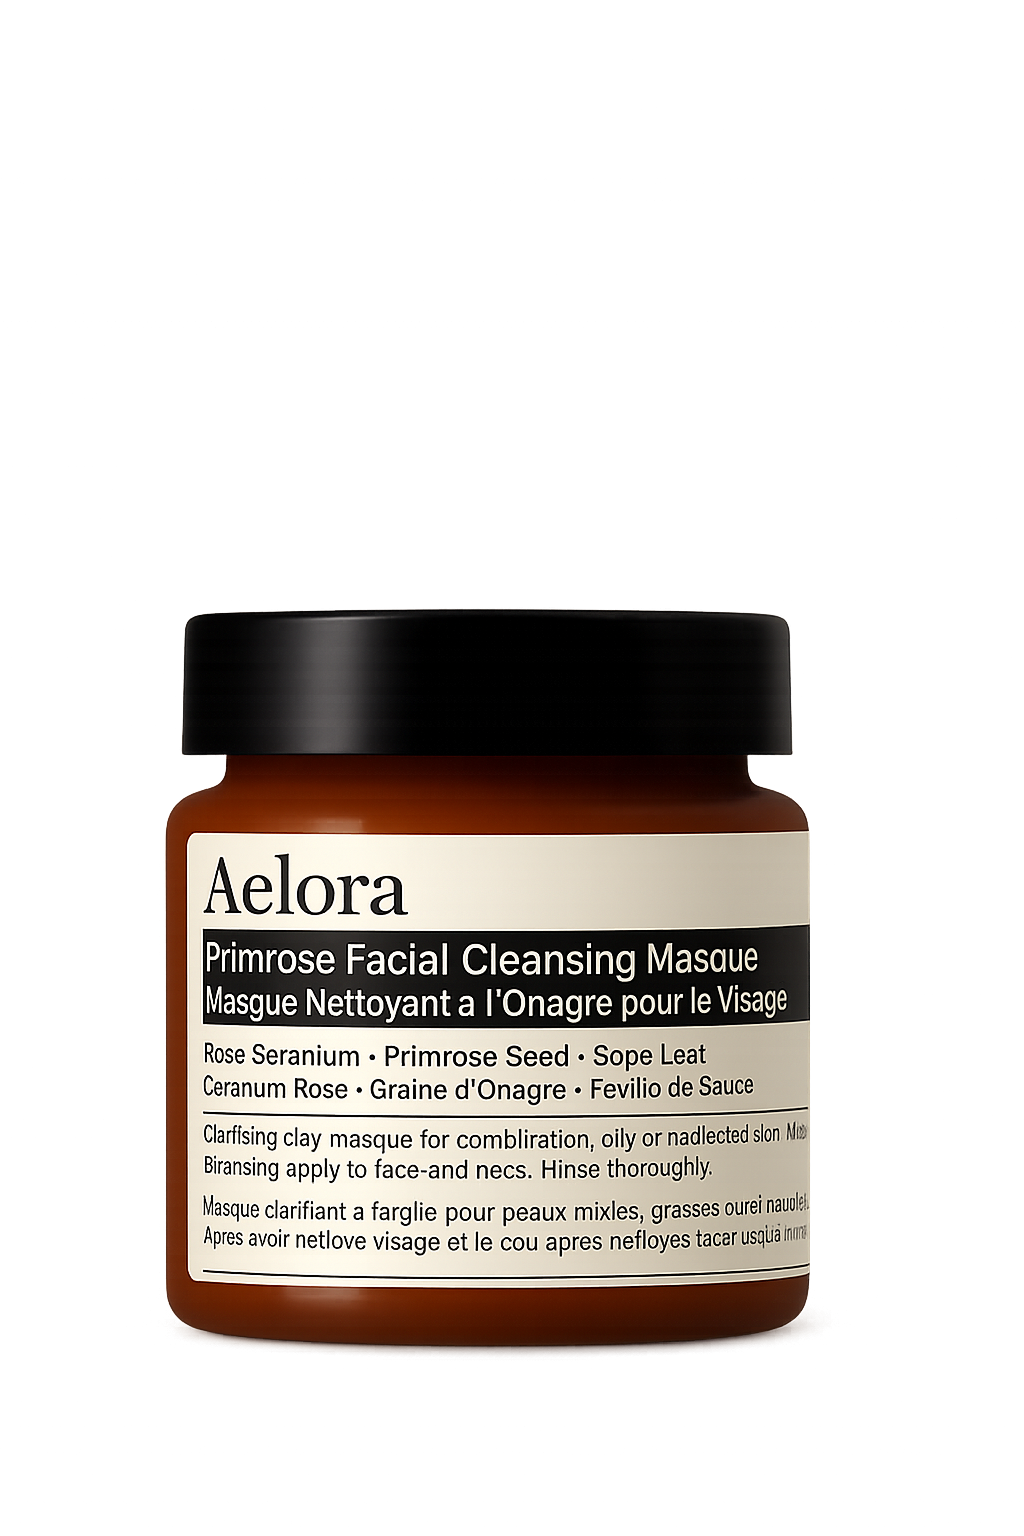 Aelora
Primrose Facial Cleansing Masque
Masgue Nettoyant a l'Onagre pour le Visage
Rose Seranium • Primrose Seed • Sope Leat
Ceranum Rose • Graine d'Onagre • Fevilio de Sauce
Clarffsing clay masque for combliration, oily or nadlected slon
Biransing apply to face-and necs. Hinse thoroughly.
Masque clarifiant a farglie pour peaux mixles, grasses ourei
Apres avoir netlove visage et le cou apres nefloyes tacar